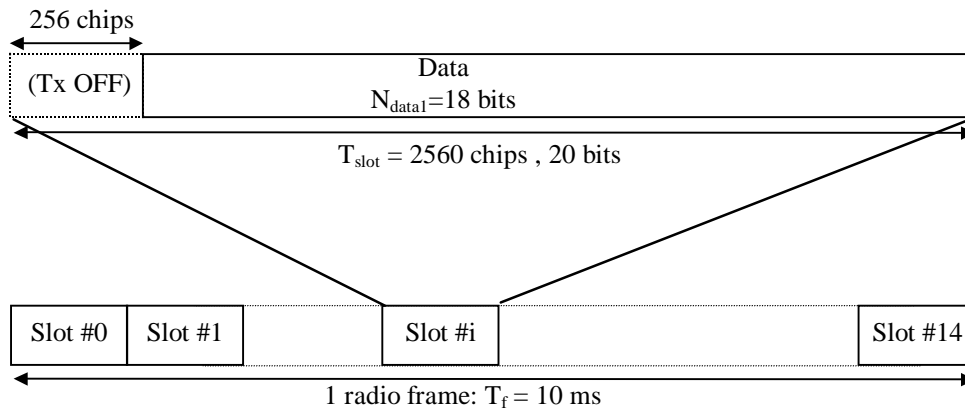 256 chips
(Tx OFF)
Data
N_data1=18 bits
T_slot = 2560 chips , 20 bits
Slot #0 Slot #1 Slot #i Slot #14
1 radio frame: T_f = 10 ms